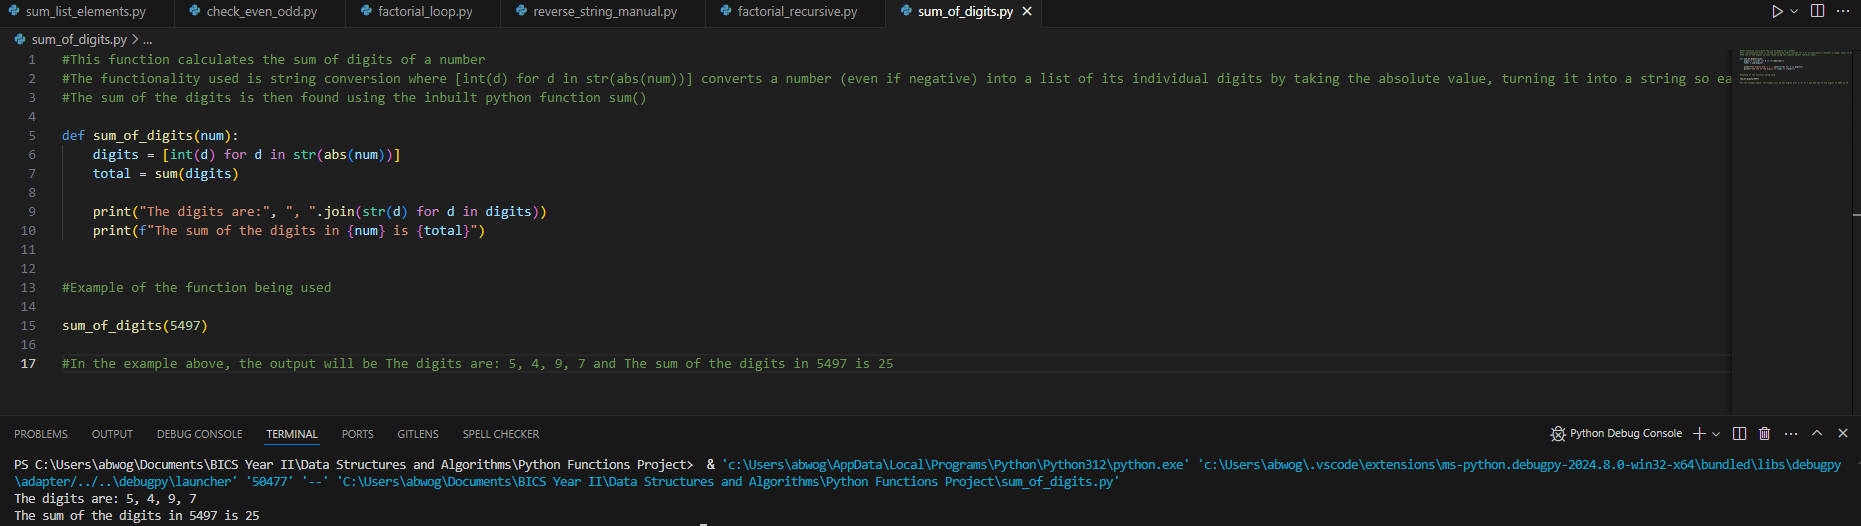 sum_list_elements.py check_even_odd.py factorial_loop.py reverse_string_manual.py factorial_recursive.py sum_of_digits.py
sum_of_digits.py > ...
1 #This function calculates the sum of digits of a number
2 #The functionality used is string conversion where [int(d) for d in str(abs(num))] converts a number (even if negative) into a list of its individual digits by taking the absolute value, turning it into a string so ea
3 #The sum of the digits is then found using the inbuilt python function sum()
4
5 def sum_of_digits(num):
6 digits = [int(d) for d in str(abs(num))]
7 total = sum(digits)
8
9 print("The digits are:", ", ".join(str(d) for d in digits))
10 print(f"The sum of the digits in {num} is {total}")
11
12
13 #Example of the function being used
14
15 sum_of_digits(5497)
16
17 #In the example above, the output will be The digits are: 5, 4, 9, 7 and The sum of the digits in 5497 is 25
PROBLEMS OUTPUT DEBUG CONSOLE TERMINAL PORTS GITLENS SPELL CHECKER Python Debug Console
PS C:\Users\abwog\Documents\BICS Year II\Data Structures and Algorithms\Python Functions Project> & 'c:\Users\abwog\AppData\Local\Programs\Python\Python312\python.exe' 'c:\Users\abwog\.vscode\extensions\ms-python.debugpy-2024.8.0-win32-x64\bundled\libs\debugpy
\adapter/../..\debugpy\launcher' '50477' '--' 'C:\Users\abwog\Documents\BICS Year II\Data Structures and Algorithms\Python Functions Project\sum_of_digits.py'
The digits are: 5, 4, 9, 7
The sum of the digits in 5497 is 25